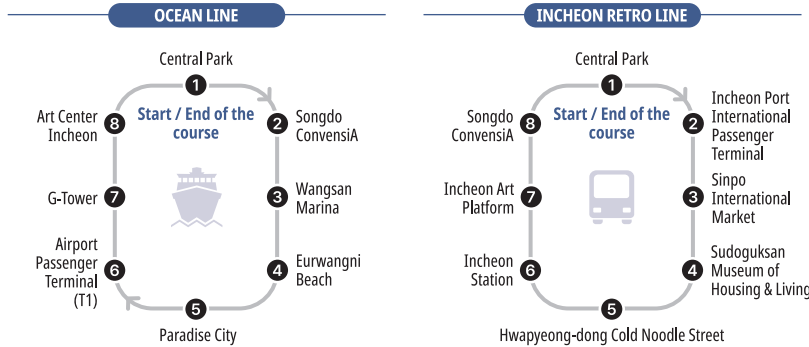 OCEAN LINE
Central Park
1
Start / End of the
course
2
Songdo
ConvensiA
3
Wangsan
Marina
4
Eurwangni
Beach
5
Paradise City
6
Airport
Passenger
Terminal
(T1)
7
G-Tower
8
Art Center
Incheon
INCHEON RETRO LINE
Central Park
1
Start / End of the
course
2
Incheon Port
International
Passenger
Terminal
3
Sinpo
International
Market
4
Sudoguksan
Museum of
Housing & Living
5
Hwapyeong-dong Cold Noodle Street
6
Incheon
Station
7
Incheon Art
Platform
8
Songdo
ConvensiA